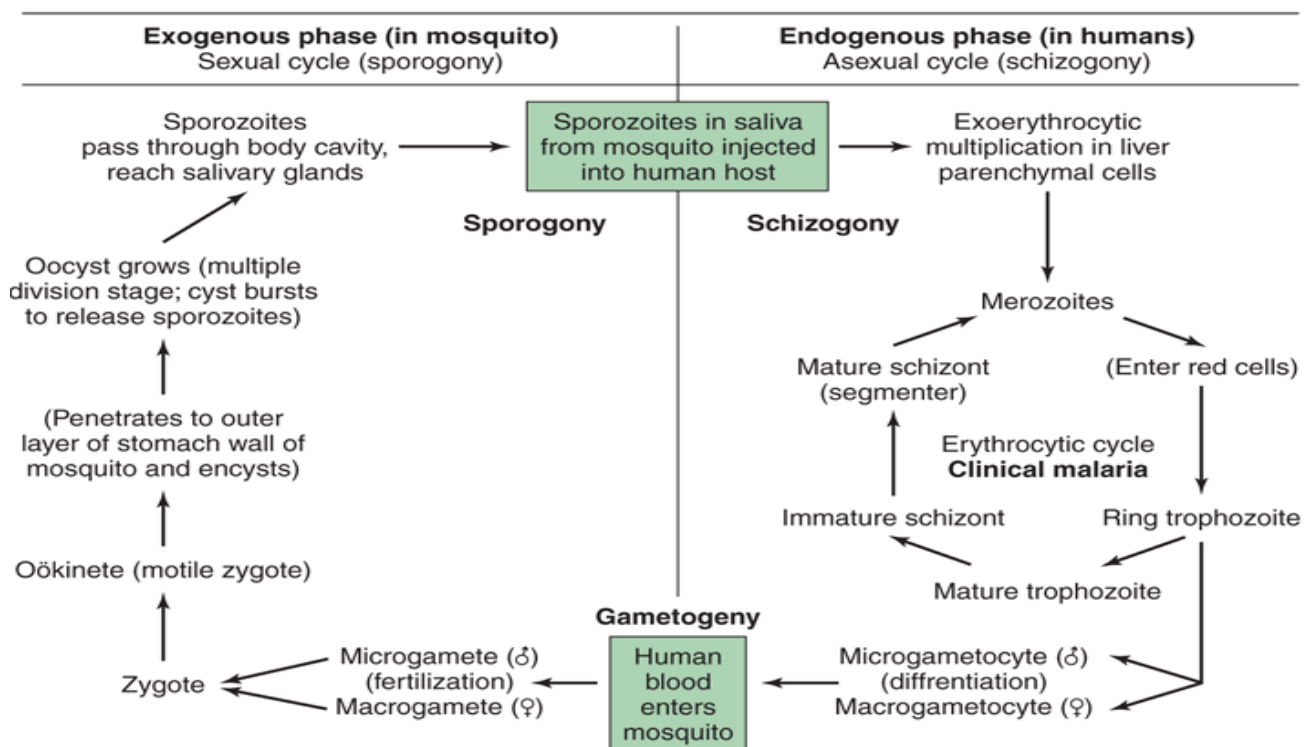 Exogenous phase (in mosquito)
Sexual cycle (sporogony)
Endogenous phase (in humans)
Asexual cycle (schizogony)
Sporozoites
pass through body cavity,
reach salivary glands
Sporozoites in saliva
from mosquito injected
into human host
Exoerythrocytic
multiplication in liver
parenchymal cells
Sporogony
Schizogony
Oocyst grows (multiple
division stage; cyst bursts
to release sporozoites)
Merozoites
Mature schizont
(segmenter)
(Enter red cells)
(Penetrates to outer
layer of stomach wall of
mosquito and encysts)
Erythrocytic cycle
Clinical malaria
Immature schizont
Ring trophozoite
Oökinete (motile zygote)
Mature trophozoite
Gametogeny
Zygote
Microgamete (♂)
(fertilization)
Macrogamete (♀)
Human
blood
enters
mosquito
Microgametocyte (♂)
(diffrentiation)
Macrogametocyte (♀)